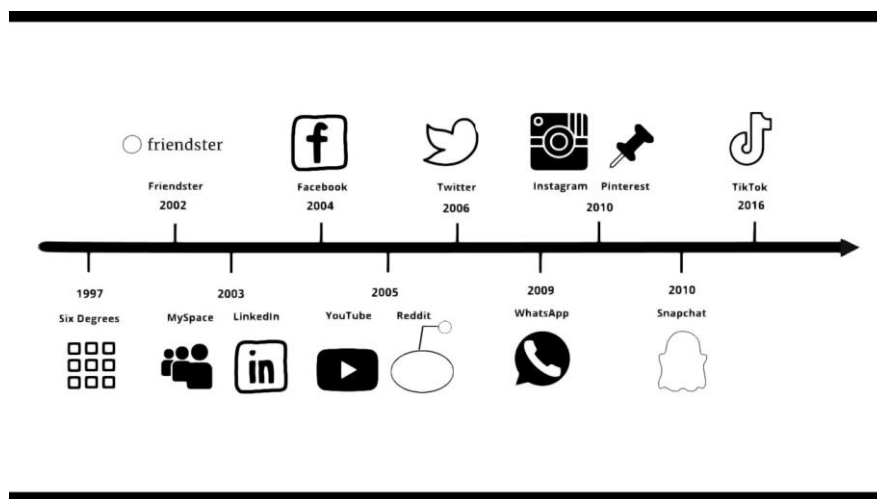 friendster
Friendster
2002
Facebook
2004
Twitter
2006
Instagram Pinterest
2010
TikTok
2016
1997
Six Degrees
2003
MySpace LinkedIn
2005
YouTube Reddit
2009
WhatsApp
2010
Snapchat
f
in